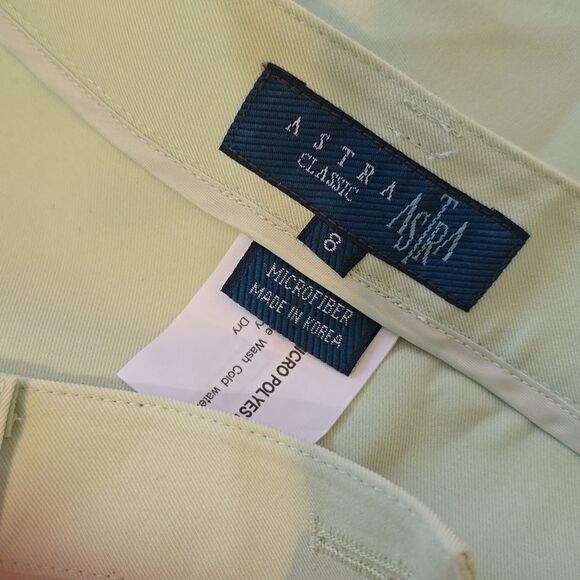 ASTRA
CLASSIC
ASTRA
8
MICROFIBER
MADE IN KOREA
MICRO POLYES
Wash Cold wate
Dry